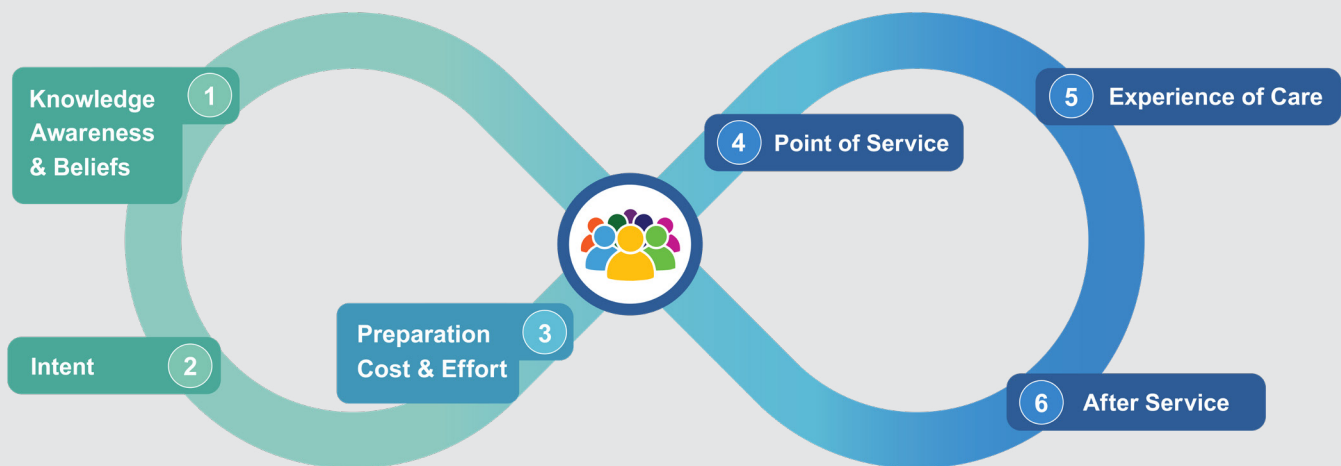 1
Knowledge
Awareness
& Beliefs
2
Intent
3
Preparation
Cost & Effort
4
Point of Service
5
Experience of Care
6
After Service